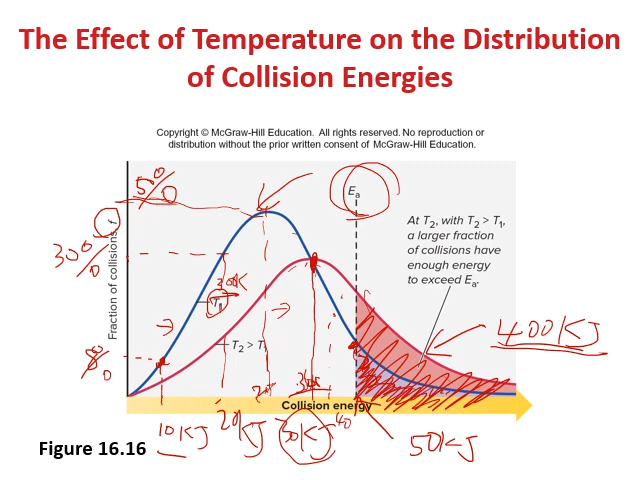 The Effect of Temperature on the Distribution
of Collision Energies
Copyright © McGraw-Hill Education. All rights reserved. No reproduction or
distribution without the prior written consent of McGraw-Hill Education.
50%
Eₐ
Fraction of collisions, f
30%
At T₂, with T₂ > T₁,
a larger fraction
of collisions have
enough energy
to exceed Eₐ.
T₁
T₂ > T₁
400KJ
Collision energy
10KJ
20KJ
30KJ
40
50KJ
Figure 16.16